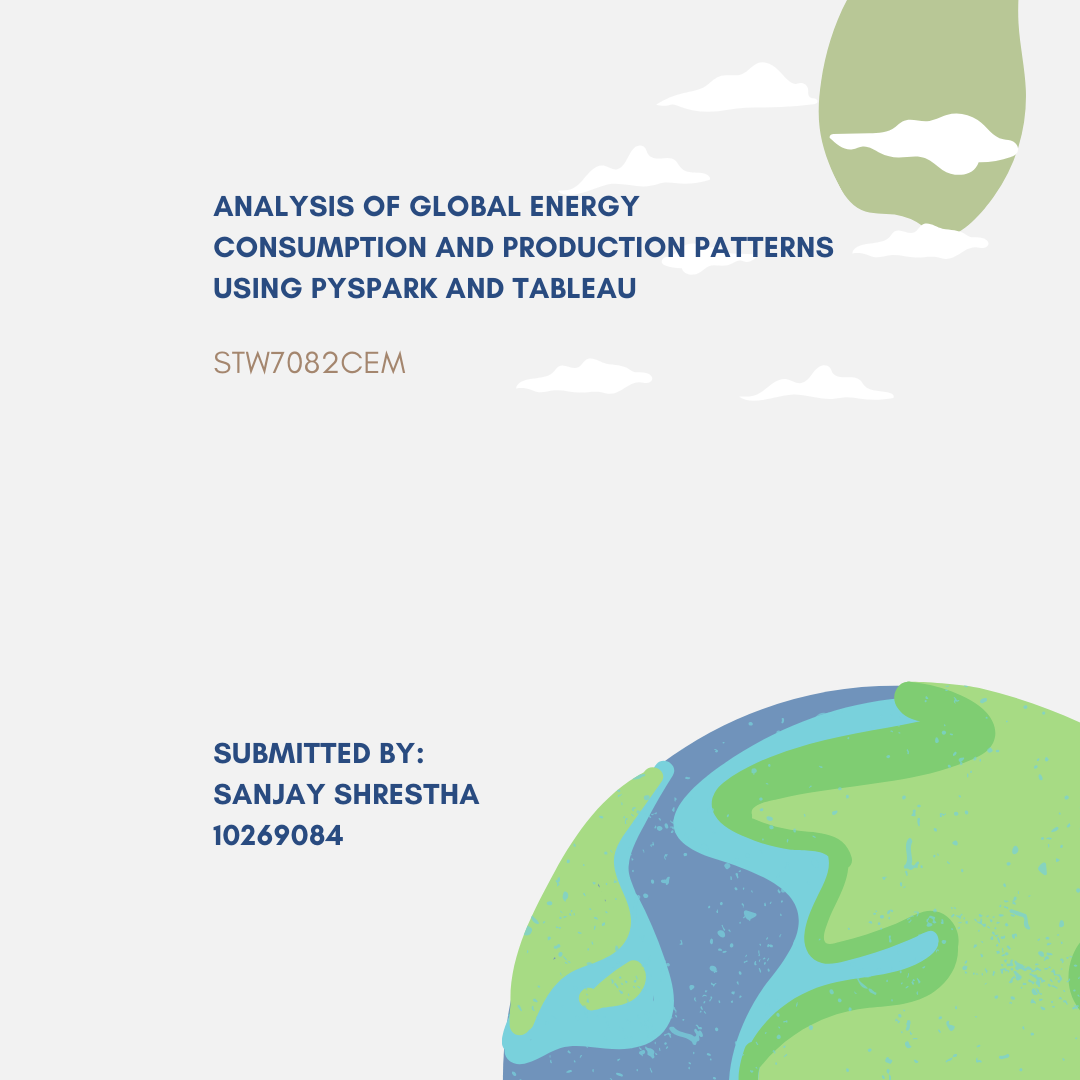 ANALYSIS OF GLOBAL ENERGY
CONSUMPTION AND PRODUCTION PATTERNS
USING PYSPARK AND TABLEAU
STW7082CEM
SUBMITTED BY:
SANJAY SHRESTHA
10269084